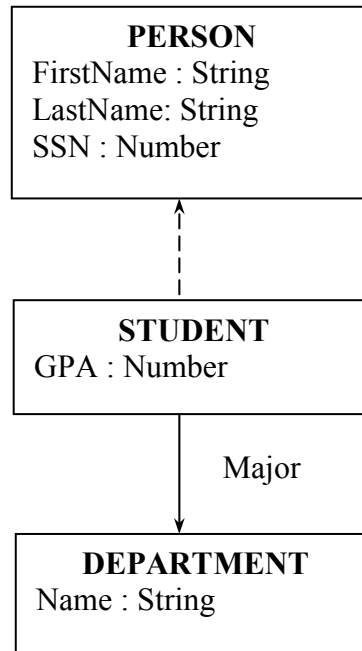 PERSON
FirstName : String
LastName: String
SSN : Number
STUDENT
GPA : Number
Major
DEPARTMENT
Name : String